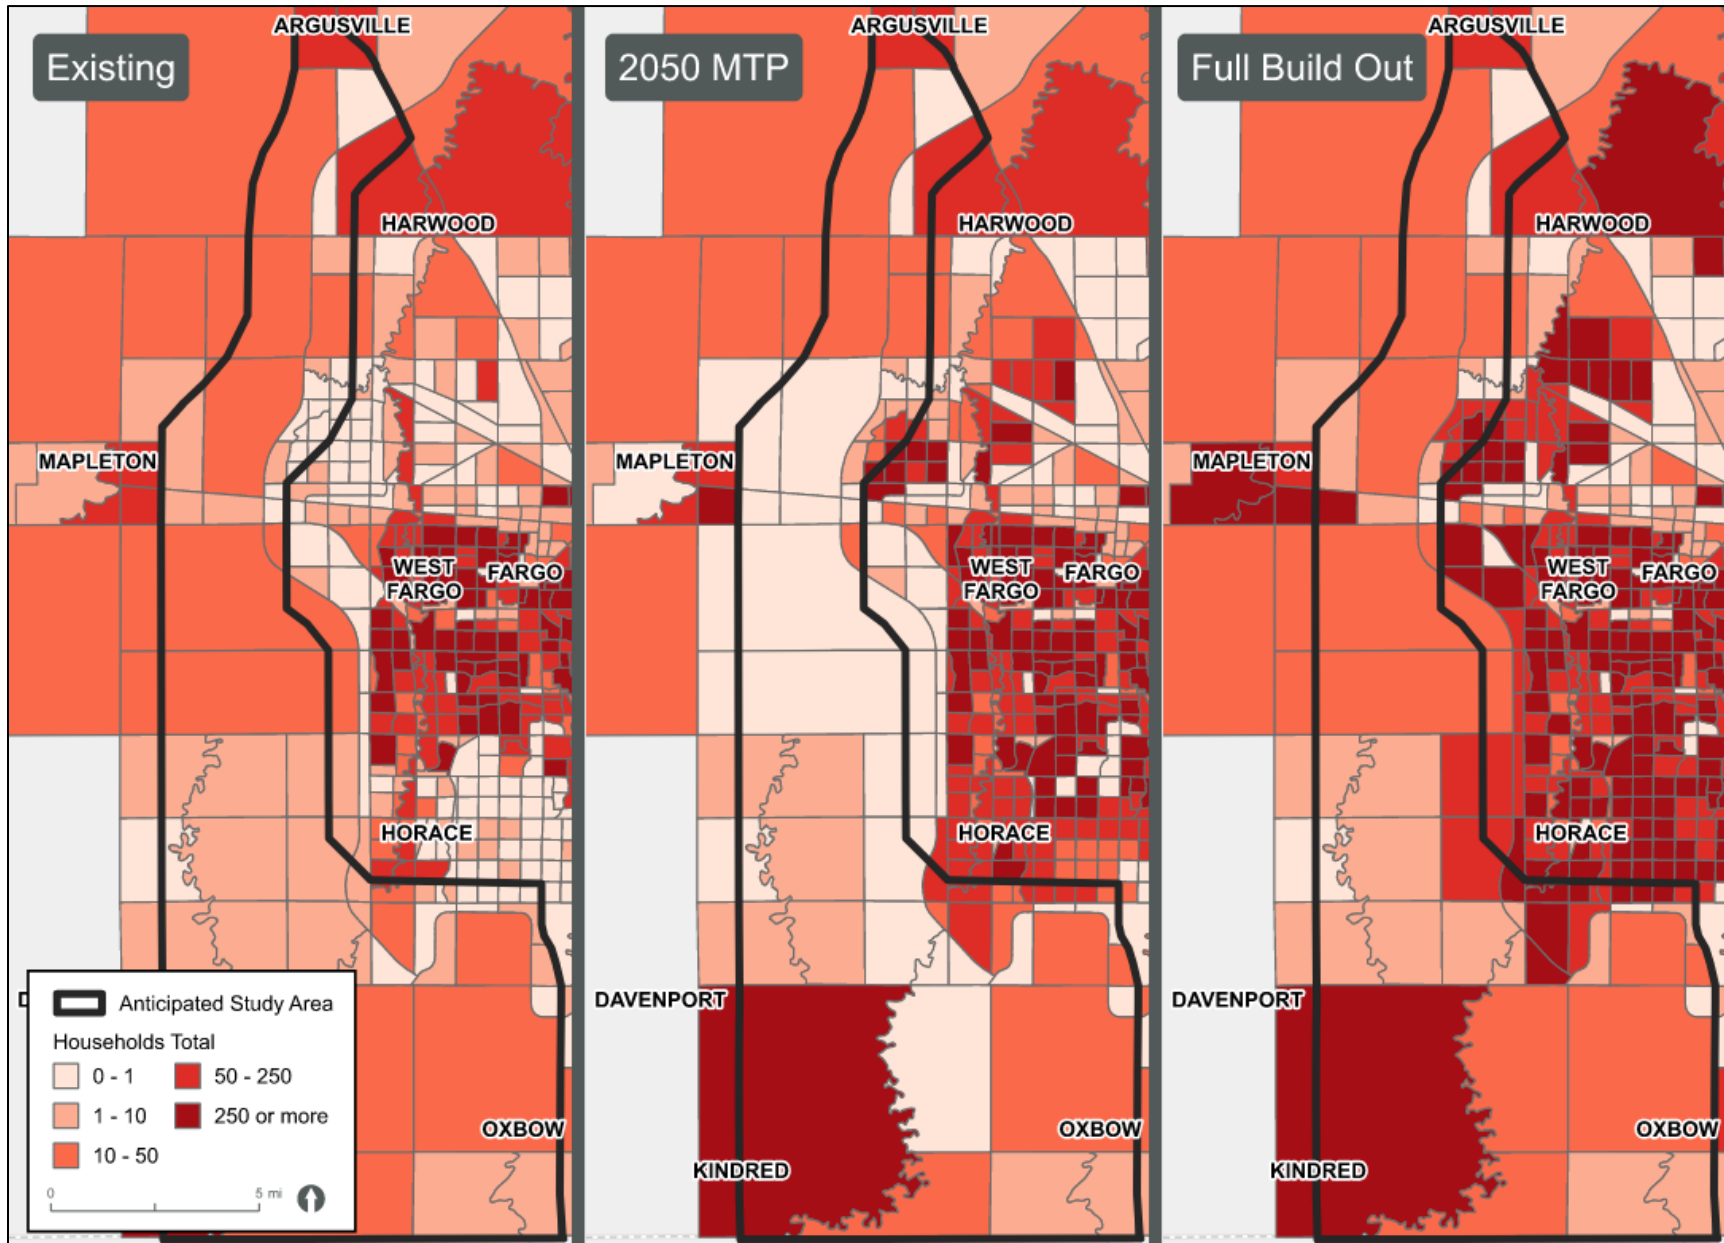 Existing
ARGUSVILLE
HARWOOD
MAPLETON
WEST
FARGO
FARGO
HORACE
D
OXBOW
Anticipated Study Area
Households Total
0 - 1
50 - 250
1 - 10
250 or more
10 - 50
0
5 mi
2050 MTP
ARGUSVILLE
HARWOOD
MAPLETON
WEST
FARGO
FARGO
HORACE
DAVENPORT
OXBOW
KINDRED
Full Build Out
ARGUSVILLE
HARWOOD
MAPLETON
WEST
FARGO
FARGO
HORACE
DAVENPORT
OXBOW
KINDRED